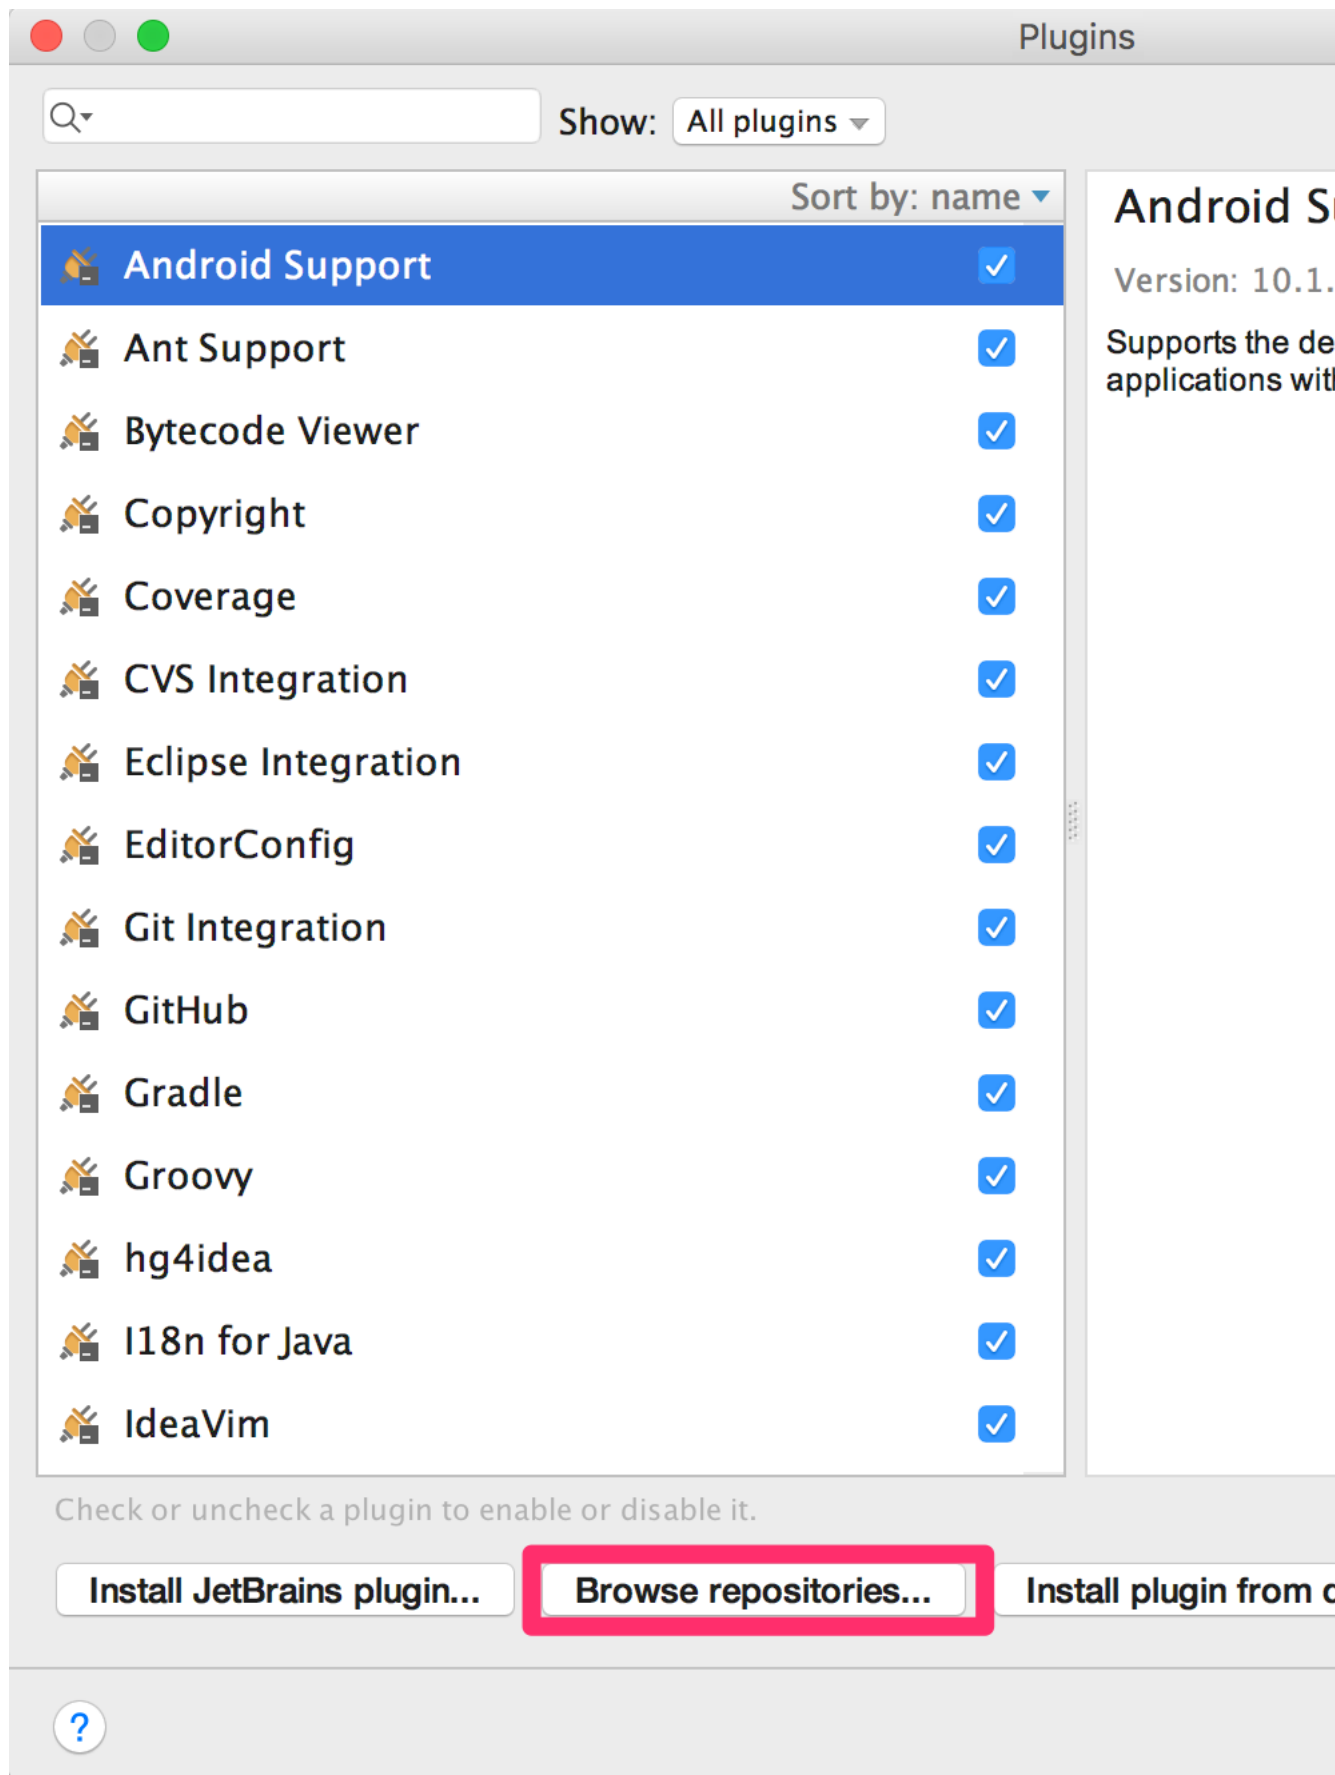 Plugins
Show: All plugins
Sort by: name
Android Support
Ant Support
Bytecode Viewer
Copyright
Coverage
CVS Integration
Eclipse Integration
EditorConfig
Git Integration
GitHub
Gradle
Groovy
hg4idea
I18n for Java
IdeaVim
Android
Version: 10.1.
Supports the de
applications with
Check or uncheck a plugin to enable or disable it.
Install JetBrains plugin... Browse repositories... Install plugin from
?